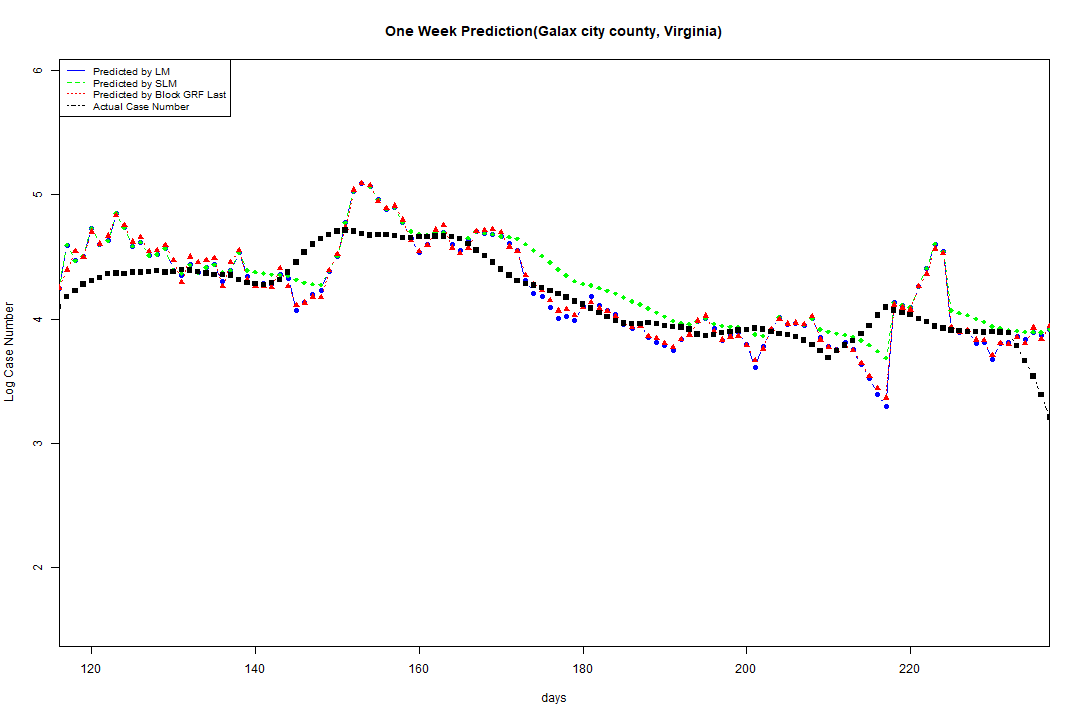 One Week Prediction(Galax city county, Virginia)
Predicted by LM
Predicted by SLM
Predicted by Block GRF Last
Actual Case Number
6
5
4
3
2
Log Case Number
120 140 160 180 200 220
days